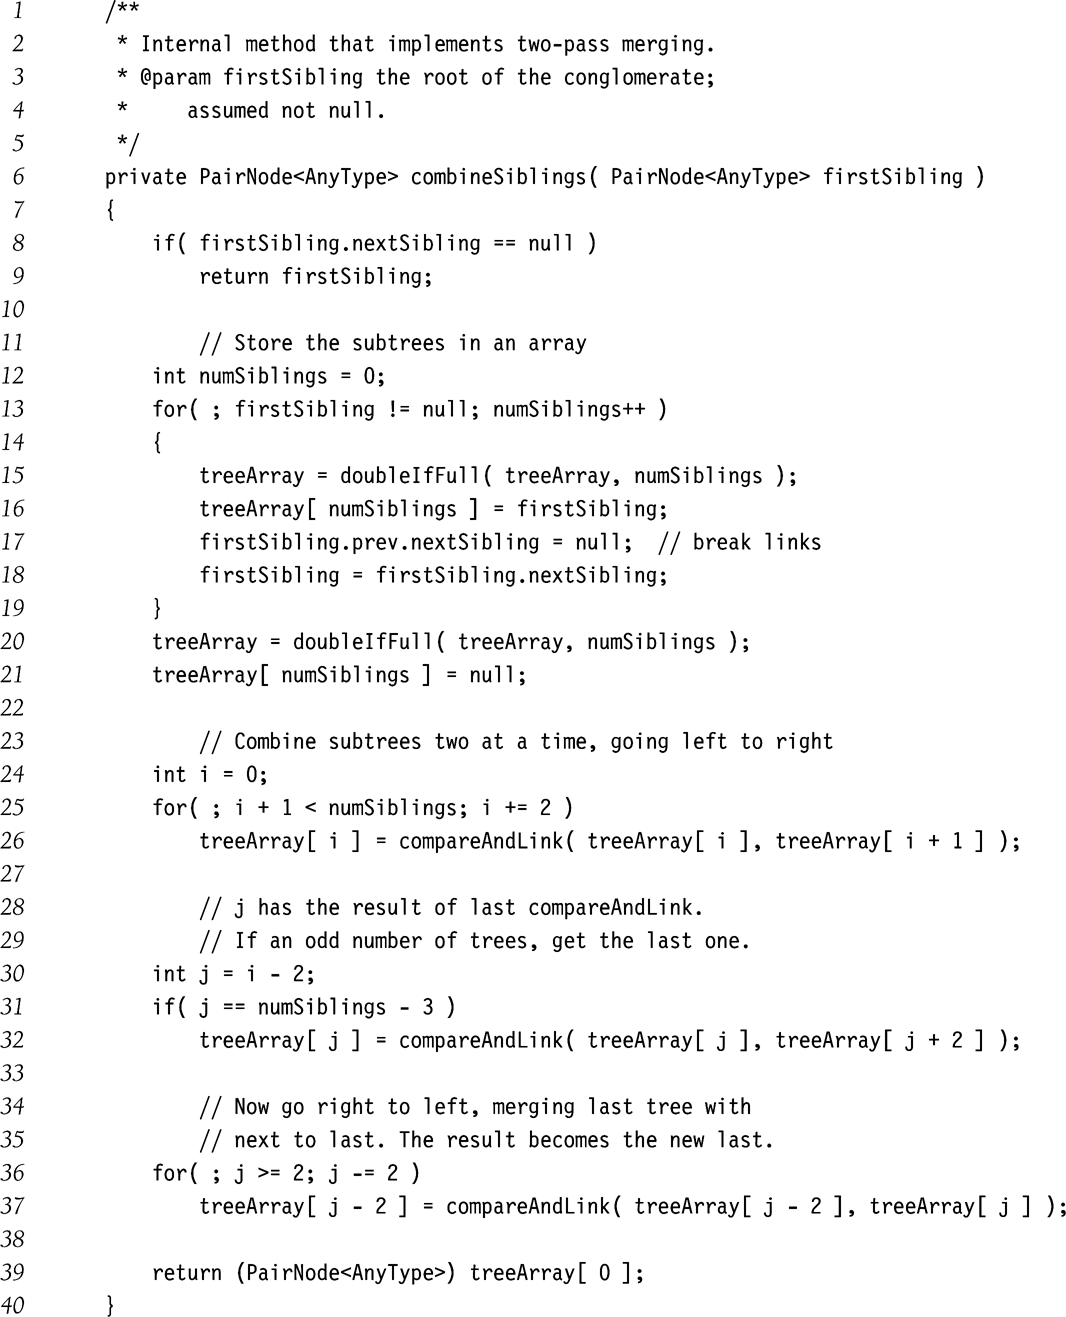 1 /**
2 * Internal method that implements two-pass merging.
3 * @param firstSibling the root of the conglomerate;
4 * assumed not null.
5 */
6 private PairNode<AnyType> combineSiblings( PairNode<AnyType> firstSibling )
7 {
8 if( firstSibling.nextSibling == null )
9 return firstSibling;
10
11 // Store the subtrees in an array
12 int numSiblings = 0;
13 for( ; firstSibling != null; numSiblings++ )
14 {
15 treeArray = doubleIfFull( treeArray, numSiblings );
16 treeArray[ numSiblings ] = firstSibling;
17 firstSibling.prev.nextSibling = null; // break links
18 firstSibling = firstSibling.nextSibling;
19 }
20 treeArray = doubleIfFull( treeArray, numSiblings );
21 treeArray[ numSiblings ] = null;
22
23 // Combine subtrees two at a time, going left to right
24 int i = 0;
25 for( ; i + 1 < numSiblings; i += 2 )
26 treeArray[ i ] = compareAndLink( treeArray[ i ], treeArray[ i + 1 ] );
27
28 // j has the result of last compareAndLink.
29 // If an odd number of trees, get the last one.
30 int j = i - 2;
31 if( j == numSiblings - 3 )
32 treeArray[ j ] = compareAndLink( treeArray[ j ], treeArray[ j + 2 ] );
33
34 // Now go right to left, merging last tree with
35 // next to last. The result becomes the new last.
36 for( ; j >= 2; j -= 2 )
37 treeArray[ j - 2 ] = compareAndLink( treeArray[ j - 2 ], treeArray[ j ] );
38
39 return (PairNode<AnyType>) treeArray[ 0 ];
40 }